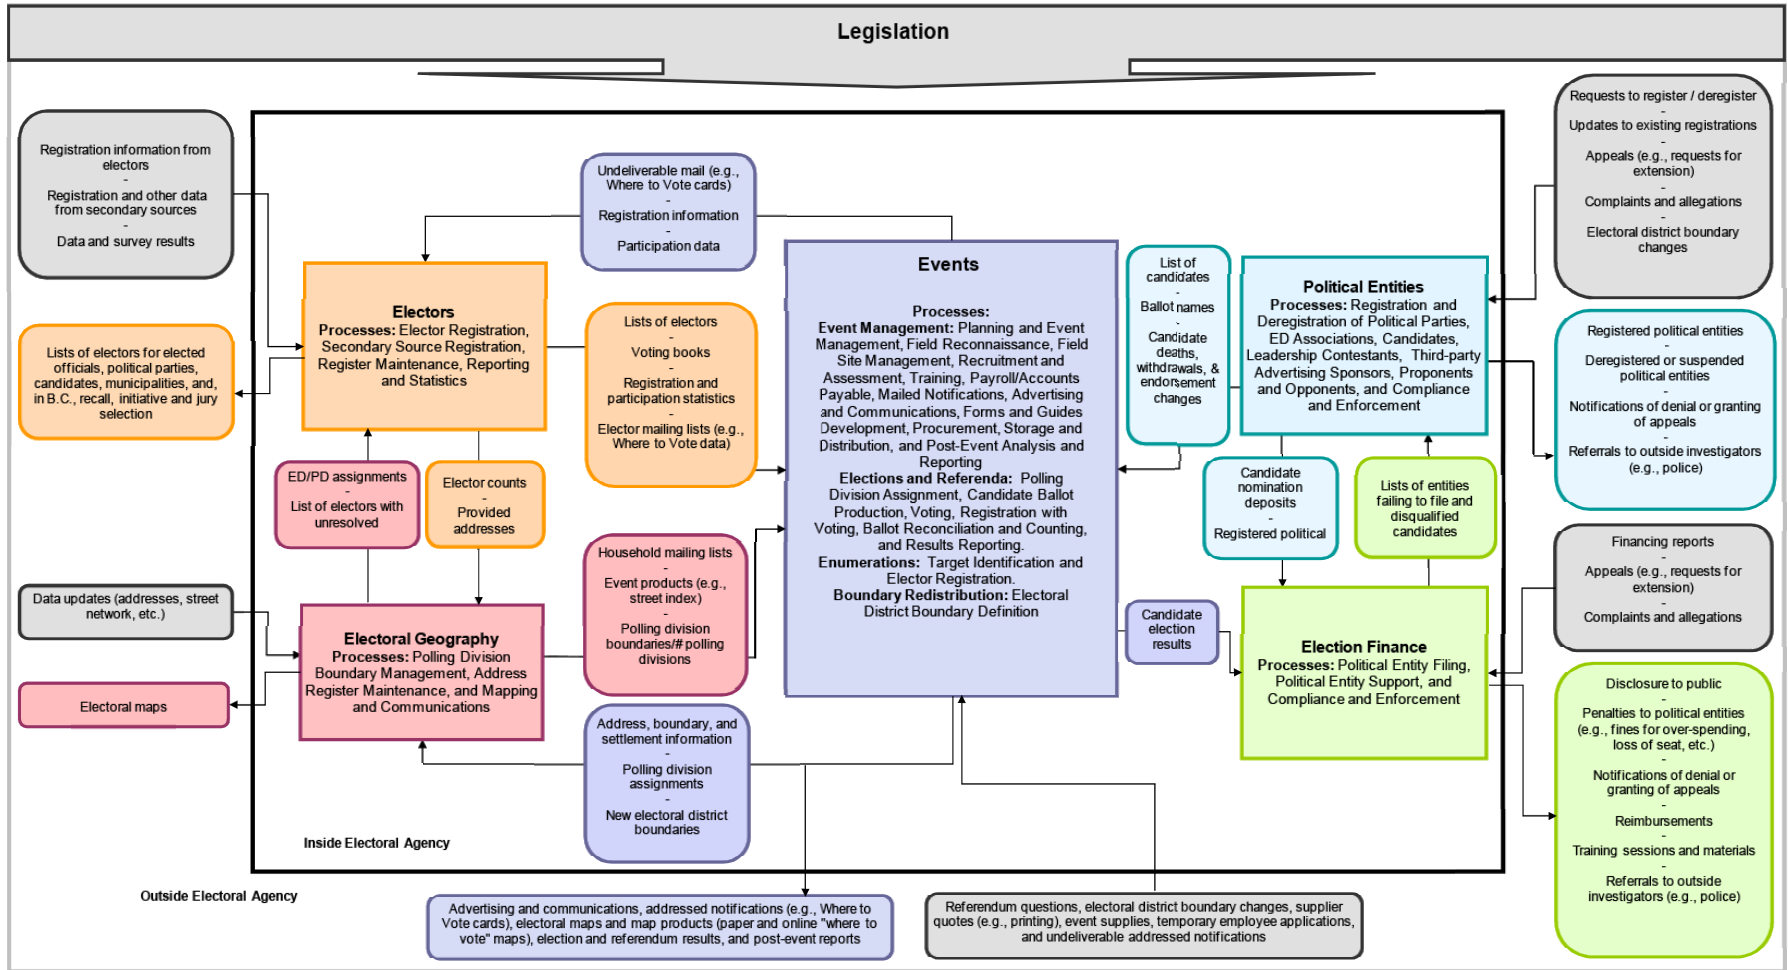 Legislation
Registration information from
electors
-
Registration and other data
from secondary sources
-
Data and survey results
Lists of electors for elected
officials, political parties,
candidates, municipalities, and,
in B.C., recall, initiative and jury
selection
Data updates (addresses, street
network, etc.)
Electoral maps
Undeliverable mail (e.g.,
Where to Vote cards)
-
Registration information
-
Participation data
Electors
Processes: Elector Registration,
Secondary Source Registration,
Register Maintenance, Reporting
and Statistics
Lists of electors
-
Voting books
-
Registration and
participation statistics
-
Elector mailing lists (e.g.,
Where to Vote data)
ED/PD assignments
-
List of electors with
unresolved
Elector counts
-
Provided
addresses
Household mailing lists
-
Event products (e.g.,
street index)
-
Polling division
boundaries/# polling
divisions
Electoral Geography
Processes: Polling Division
Boundary Management, Address
Register Maintenance, and Mapping
and Communications
Address, boundary, and
settlement information
-
Polling division
assignments
-
New electoral district
boundaries
Events
Processes:
Event Management: Planning and Event
Management, Field Reconnaissance, Field
Site Management, Recruitment and
Assessment, Training, Payroll/Accounts
Payable, Mailed Notifications, Advertising
and Communications, Forms and Guides
Development, Procurement, Storage and
Distribution, and Post-Event Analysis and
Reporting
Elections and Referenda: Polling
Division Assignment, Candidate Ballot
Production, Voting, Registration with
Voting, Ballot Reconciliation and Counting,
and Results Reporting.
Enumerations: Target Identification and
Elector Registration.
Boundary Redistribution: Electoral
District Boundary Definition
List of
candidates
-
Ballot names
-
Candidate
deaths,
withdrawals, &
endorsement
changes
Political Entities
Processes: Registration and
Deregistration of Political Parties,
ED Associations, Candidates,
Leadership Contestants, Third-party
Advertising Sponsors, Proponents
and Opponents, and Compliance
and Enforcement
Candidate
nomination
deposits
-
Registered political
Lists of entities
failing to file and
disqualified
candidates
Candidate
election
results
Election Finance
Processes: Political Entity Filing,
Political Entity Support, and
Compliance and Enforcement
Requests to register / deregister
-
Updates to existing registrations
-
Appeals (e.g., requests for
extension)
-
Complaints and allegations
-
Electoral district boundary
changes
Registered political entities
-
Deregistered or suspended
political entities
-
Notifications of denial or granting
of appeals
-
Referrals to outside investigators
(e.g., police)
Financing reports
-
Appeals (e.g., requests for
extension)
-
Complaints and allegations
Disclosure to public
-
Penalties to political entities
(e.g., fines for over-spending,
loss of seat, etc.)
-
Notifications of denial or
granting of appeals
-
Reimbursements
-
Training sessions and materials
-
Referrals to outside
investigators (e.g., police)
Inside Electoral Agency
Outside Electoral Agency
Advertising and communications, addressed notifications (e.g., Where to
Vote cards), electoral maps and map products (paper and online "where to
vote" maps), election and referendum results, and post-event reports
Referendum questions, electoral district boundary changes, supplier
quotes (e.g., printing), event supplies, temporary employee applications,
and undeliverable addressed notifications